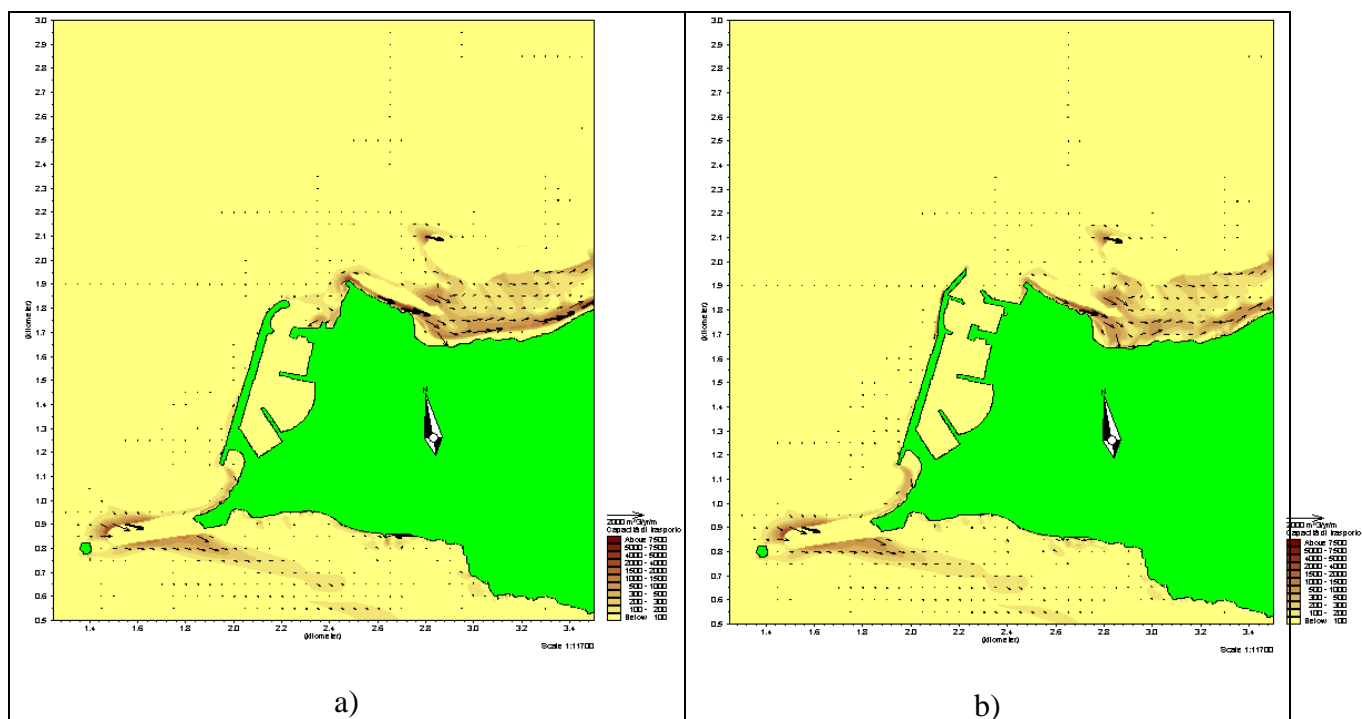 3.0
2.9
2.8
2.7
2.6
2.5
2.4
2.3
2.2
2.1
2.0
1.9
1.8
1.7
1.6
1.5
1.4
1.3
1.2
1.1
1.0
0.9
0.8
0.7
0.6
0.5
(kilometer)
N
1.4 1.6 1.8 2.0 2.2 2.4 2.6 2.8 3.0 3.2 3.4
(kilometer)
2000 m^3/yr/m
Capacità di trasporto
Above 7500
5000 - 7500
4000 - 5000
2000 - 4000
1500 - 2000
1000 - 1500
500 - 1000
300 - 500
200 - 300
100 - 200
Below 100
Scale 1:11700
a)
3.0
2.9
2.8
2.7
2.6
2.5
2.4
2.3
2.2
2.1
2.0
1.9
1.8
1.7
1.6
1.5
1.4
1.3
1.2
1.1
1.0
0.9
0.8
0.7
0.6
0.5
(kilometer)
N
1.4 1.6 1.8 2.0 2.2 2.4 2.6 2.8 3.0 3.2 3.4
(kilometer)
2000 m^3/yr/m
Capacità di trasporto
Above 7500
5000 - 7500
4000 - 5000
2000 - 4000
1500 - 2000
1000 - 1500
500 - 1000
300 - 500
200 - 300
100 - 200
Below 100
Scale 1:11700
b)